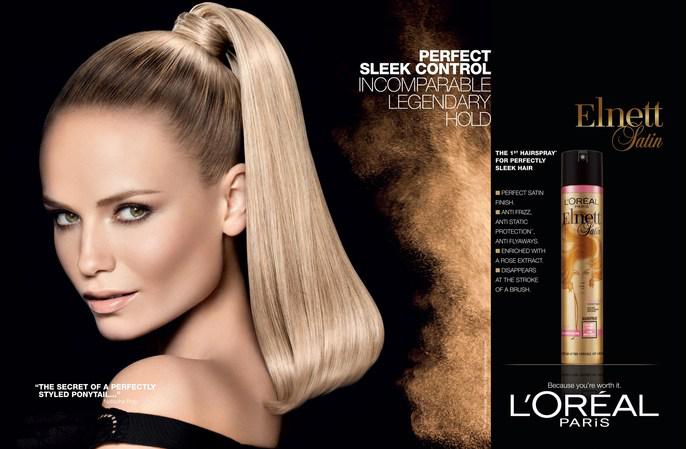 PERFECT
SLEEK CONTROL
INCOMPARABLE
LEGENDARY
HOLD
"THE SECRET OF A PERFECTLY
STYLED PONYTAIL..."
Elnett
Satin
THE 1ST HAIRSPRAY*
FOR PERFECTLY
SLEEK HAIR
■ PERFECT SATIN
FINISH.
■ ANTI FRIZZ,
ANTI STATIC
PROTECTION*,
ANTI FLYAWAYS.
■ ENRICHED WITH
A ROSE EXTRACT.
■ DISAPPEARS
AT THE STROKE
OF A BRUSH.
L'ORÉAL
PARIS
Elnett
Satin
Because you're worth it.
L'ORÉAL
PARIS